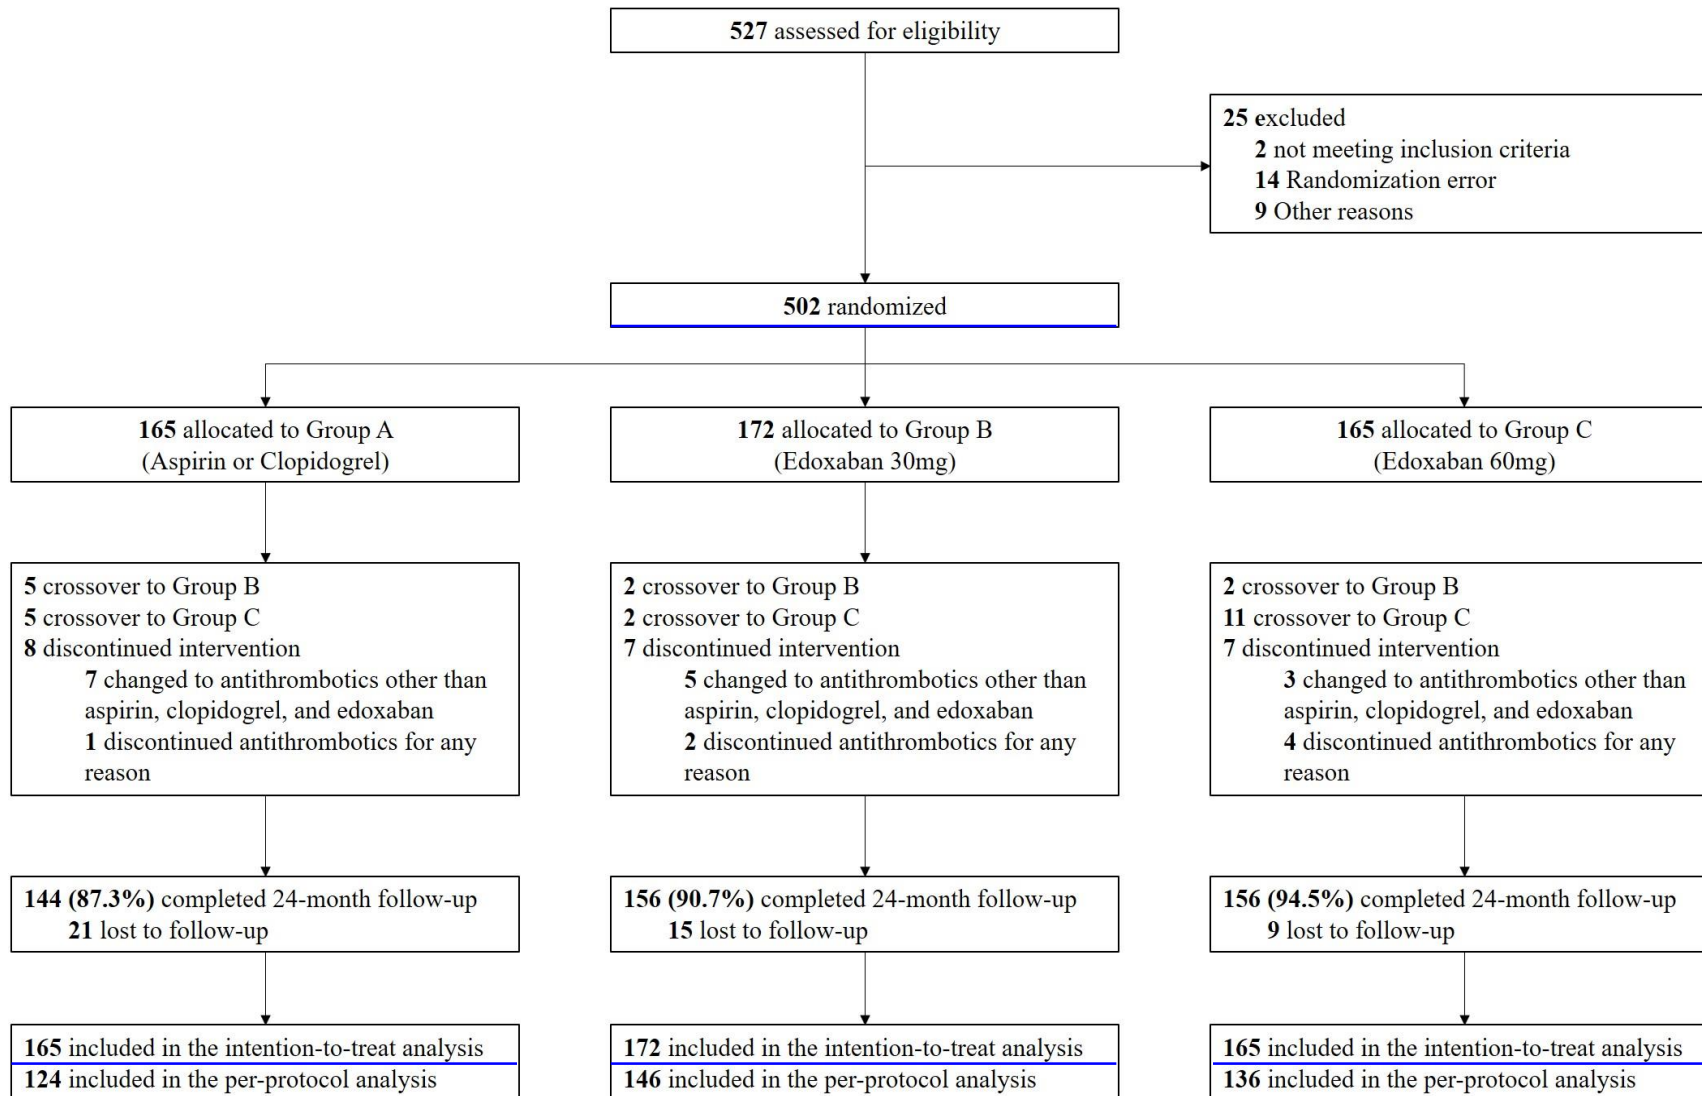 527 assessed for eligibility
25 excluded
2 not meeting inclusion criteria
14 Randomization error
9 Other reasons
502 randomized
165 allocated to Group A
(Aspirin or Clopidogrel)
172 allocated to Group B
(Edoxaban 30mg)
165 allocated to Group C
(Edoxaban 60mg)
5 crossover to Group B
5 crossover to Group C
8 discontinued intervention
7 changed to antithrombotics other than
aspirin, clopidogrel, and edoxaban
1 discontinued antithrombotics for any
reason
2 crossover to Group B
2 crossover to Group C
7 discontinued intervention
5 changed to antithrombotics other than
aspirin, clopidogrel, and edoxaban
2 discontinued antithrombotics for any
reason
2 crossover to Group B
11 crossover to Group C
7 discontinued intervention
3 changed to antithrombotics other than
aspirin, clopidogrel, and edoxaban
4 discontinued antithrombotics for any
reason
144 (87.3%) completed 24-month follow-up
21 lost to follow-up
156 (90.7%) completed 24-month follow-up
15 lost to follow-up
156 (94.5%) completed 24-month follow-up
9 lost to follow-up
165 included in the intention-to-treat analysis
124 included in the per-protocol analysis
172 included in the intention-to-treat analysis
146 included in the per-protocol analysis
165 included in the intention-to-treat analysis
136 included in the per-protocol analysis